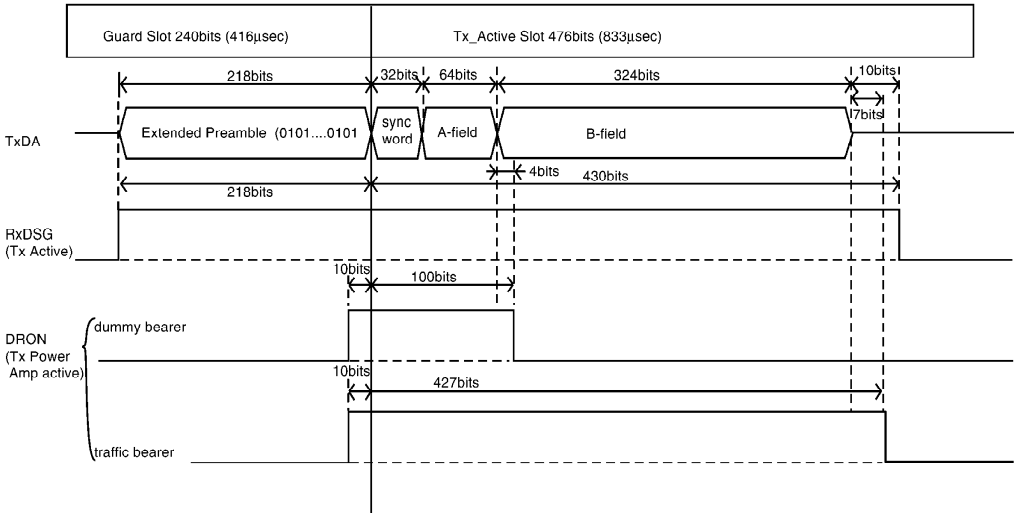 Guard Slot 240bits (416μsec)
Tx_Active Slot 476bits (833μsec)
218bits
32bits
64bits
324bits
10bits
7bits
TxDA
Extended Preamble (0101....0101
sync
word
A-field
B-field
4bits
218bits
430bits
RxDSG
(Tx Active)
10bits
100bits
dummy bearer
DRON
(Tx Power
Amp active)
10bits
427bits
traffic bearer